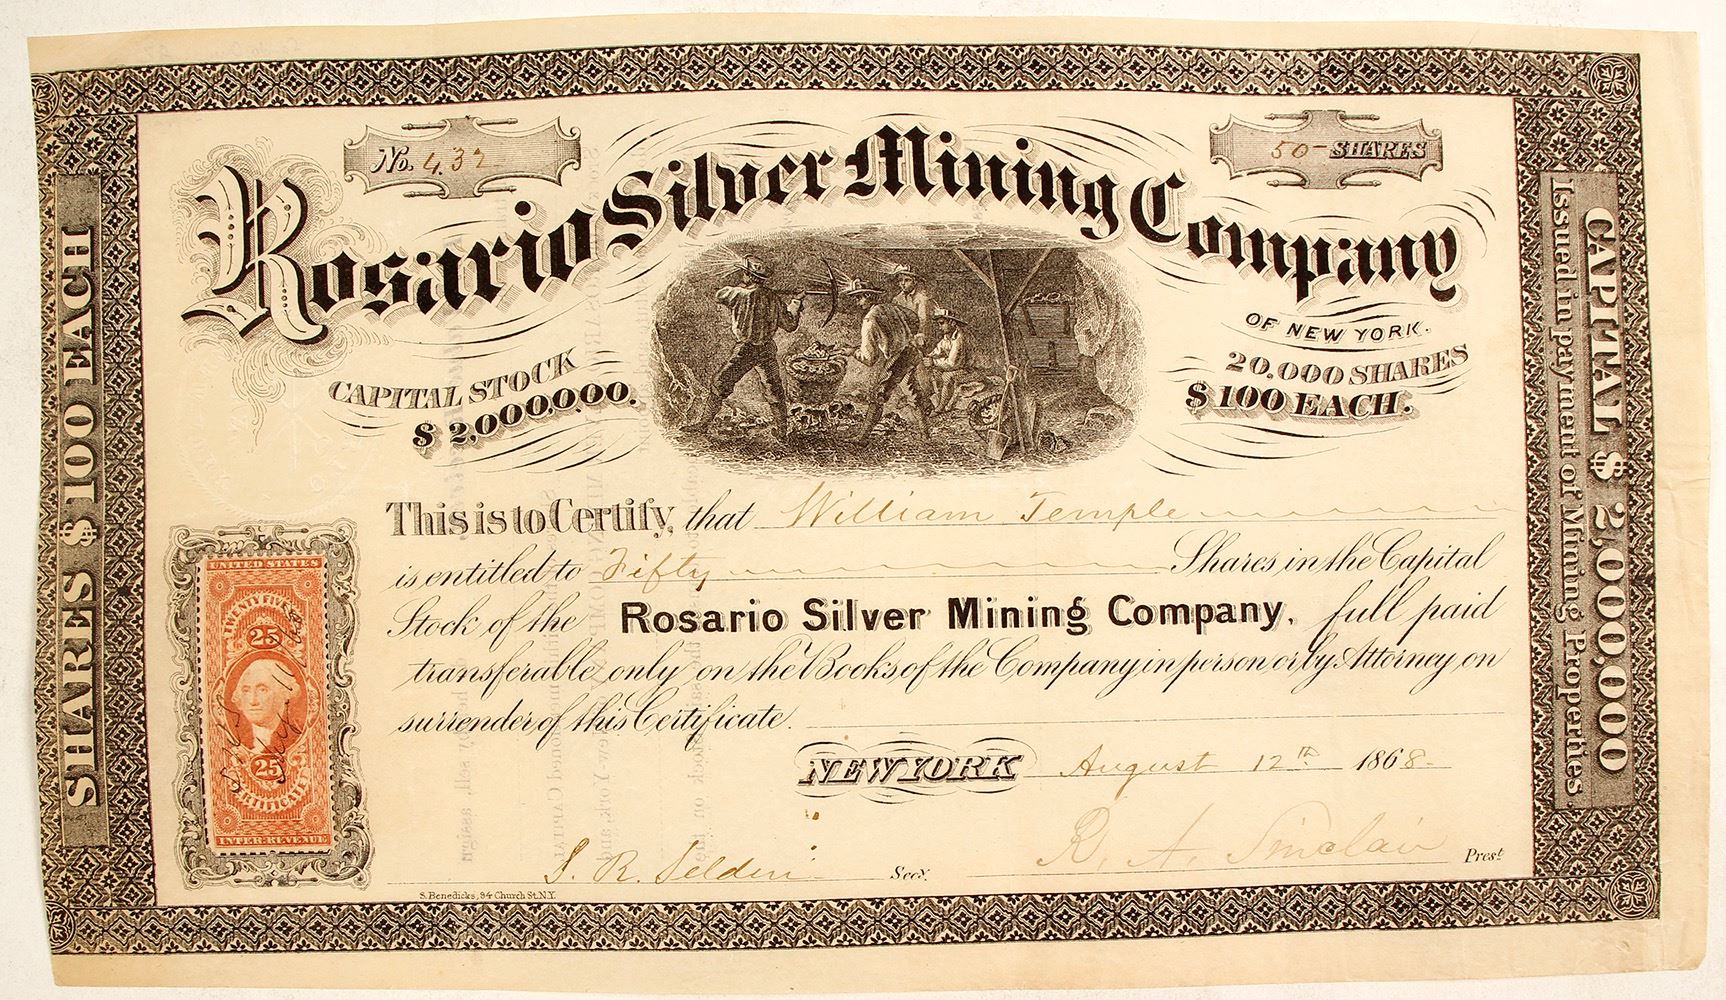 No. 432
50 - SHARES
Rosario Silver Mining Company
OF NEW YORK.
CAPITAL STOCK
$ 2,000.000.
20.000 SHARES
$ 100 EACH.
SHARES $ 100 EACH
CAPITAL $ 2,000,000
Issued in payment of Mining Properties.
This is to Certify, that William Temple
is entitled to Fifty Shares in the Capital
Stock of the Rosario Silver Mining Company, full paid
transferable only on the Books of the Company in person or by Attorney, on
surrender of this Certificate.
NEW YORK August 12th 1868
S. R. Selden Secy.
R. A. Sinclair Prest
S. Benedicks, 94 Church St. N.Y.
UNITED STATES
TWENTY FIVE CENTS
25
25
CERTIFICATE
INTER. REVENUE